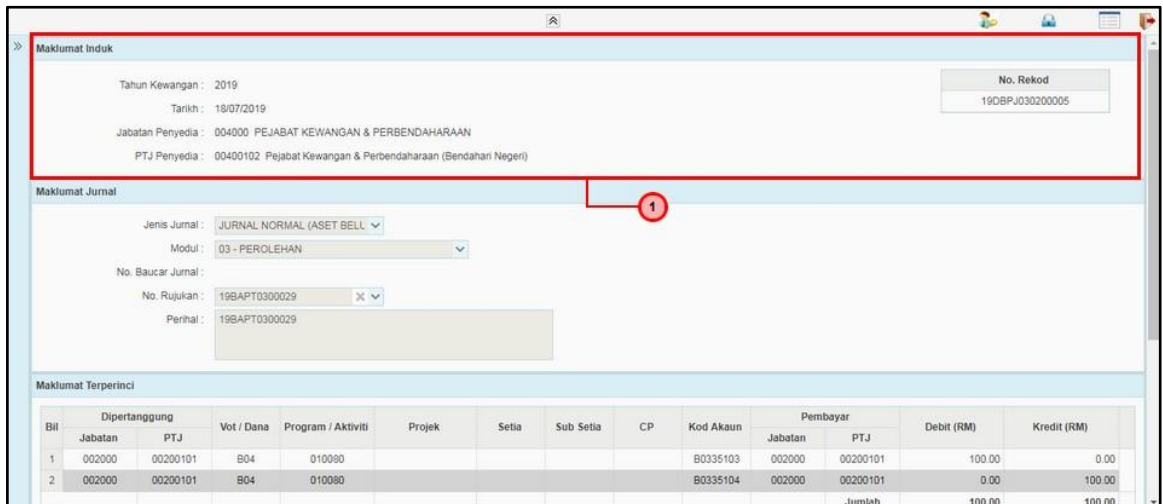 Maklumat Induk
Tahun Kewangan : 2019
No. Rekod
Tarikh : 18/07/2019
19DBPJ030200005
Jabatan Penyedia : 004000 PEJABAT KEWANGAN & PERBENDAHARAAN
PTJ Penyedia : 00400102 Pejabat Kewangan & Perbendaharaan (Bendahari Negeri)
Maklumat Jurnal
1
Jenis Jurnal : JURNAL NORMAL (ASET BELU
Modul : 03 - PEROLEHAN
No. Baucar Jurnal :
No. Rujukan : 19BAPT0300029
Perihal : 19BAPT0300029
Maklumat Terperinci
Bil Dipertanggung Vot / Dana Program / Aktiviti Projek Setia Sub Setia CP Kod Akaun Pembayar Debit (RM) Kredit (RM)
Jabatan PTJ Jabatan PTJ
1 002000 00200101 B04 010080 B0335103 002000 00200101 100.00 0.00
2 002000 00200101 B04 010080 B0335104 002000 00200101 0.00 100.00
Jumlah 100.00 100.00